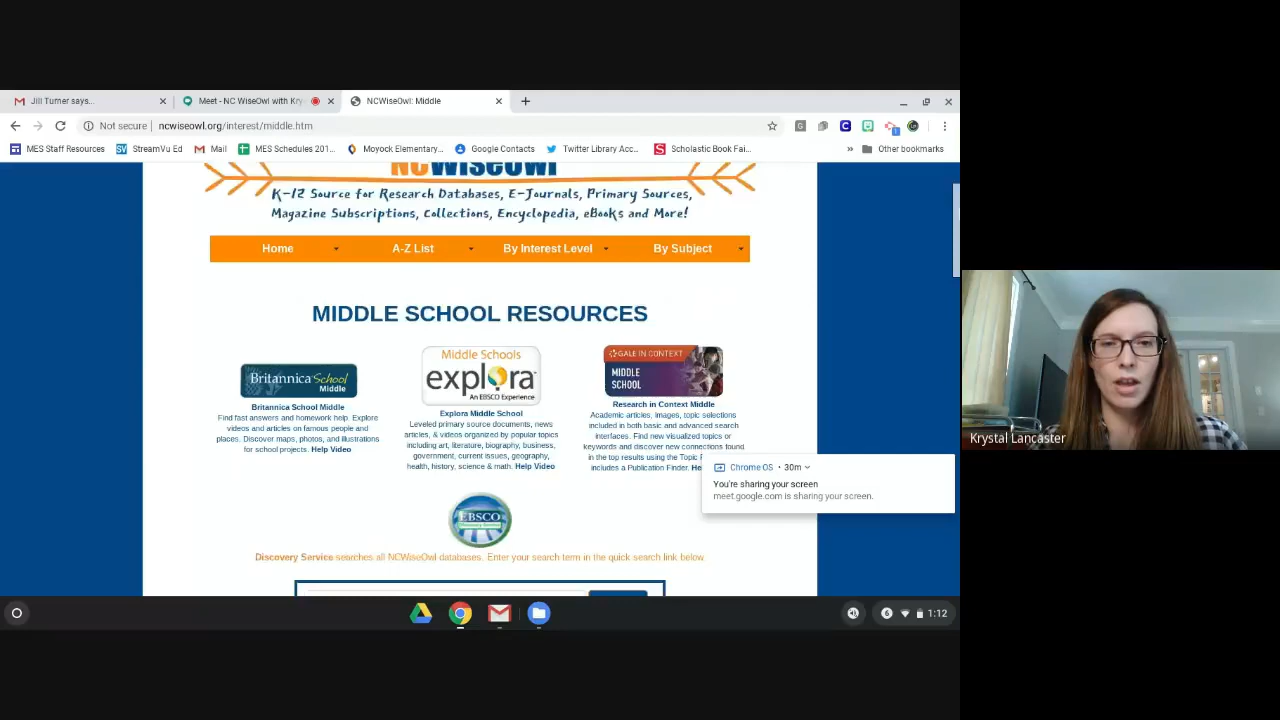 Jill Turner says...
Meet - NC WiseOwl with Krys
NCWiseOwl: Middle
Not secure | ncwiseowl.org/interest/middle.htm
MES Staff Resources
StreamVu Ed
Mail
MES Schedules 201...
Moyock Elementary...
Google Contacts
Twitter Library Acc...
Scholastic Book Fai...
»
Other bookmarks
NCWISEOWL
K-12 Source for Research Databases, E-Journals, Primary Sources,
Magazine Subscriptions, Collections, Encyclopedia, eBooks and More!
Home
A-Z List
By Interest Level
By Subject
MIDDLE SCHOOL RESOURCES
Britannica School
Middle
Britannica School Middle
Find fast answers and homework help. Explore
videos and articles on famous people and
places. Discover maps, photos, and illustrations
for school projects. Help Video
Middle Schools
explora
An EBSCO Experience
Explora Middle School
Leveled primary source documents, news
articles, & videos organized by popular topics
including art, literature, biography, business,
government, current issues, geography,
health, history, science & math. Help Video
GALE IN CONTEXT
MIDDLE
SCHOOL
Research in Context Middle
Academic articles, images, topic selections
included in both basic and advanced search
interfaces. Find new visualized topics or
keywords and discover new connections found
in the top results using the Topic
includes a Publication Finder.
Chrome OS • 30m
You're sharing your screen
meet.google.com is sharing your screen.
EBSCO
Discovery Service
Discovery Service searches all NCWiseOwl databases. Enter your search term in the quick search link below.
6
1:12
Krystal Lancaster